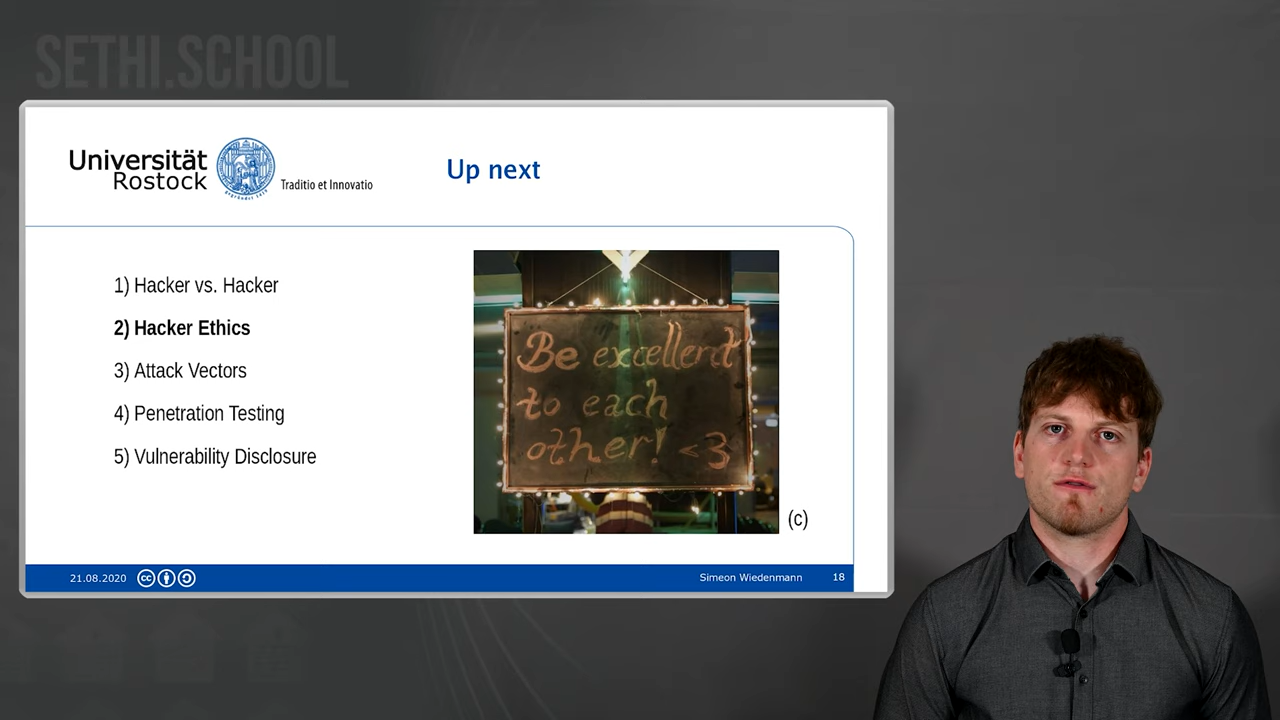 SETHI.SCHOOL
Universität
Rostock
Traditio et Innovatio
Up next
1) Hacker vs. Hacker
2) Hacker Ethics
3) Attack Vectors
4) Penetration Testing
5) Vulnerability Disclosure
Be excellent
to each
other! <3
(c)
21.08.2020
cc
Simeon Wiedenmann
18